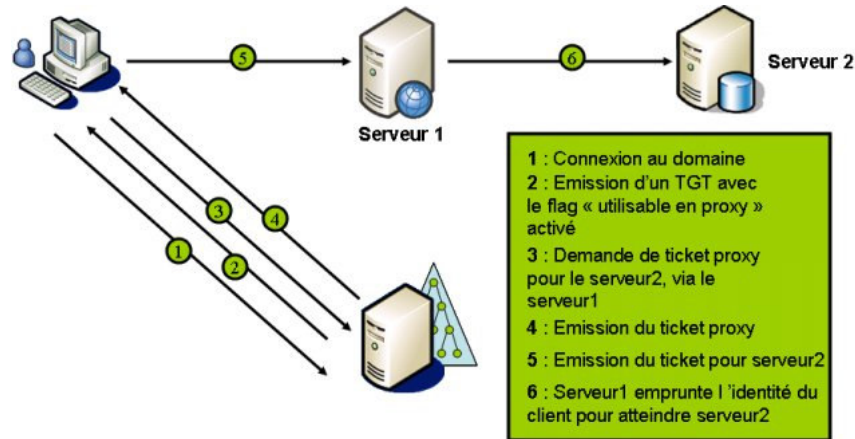 5
6
Serveur 2
Serveur 1
3
4
1
2
1 : Connexion au domaine
2 : Emission d'un TGT avec
le flag « utilisable en proxy »
activé
3 : Demande de ticket proxy
pour le serveur2, via le
serveur1
4 : Emission du ticket proxy
5 : Emission du ticket pour serveur2
6 : Serveur1 emprunte l 'identité du
client pour atteindre serveur2